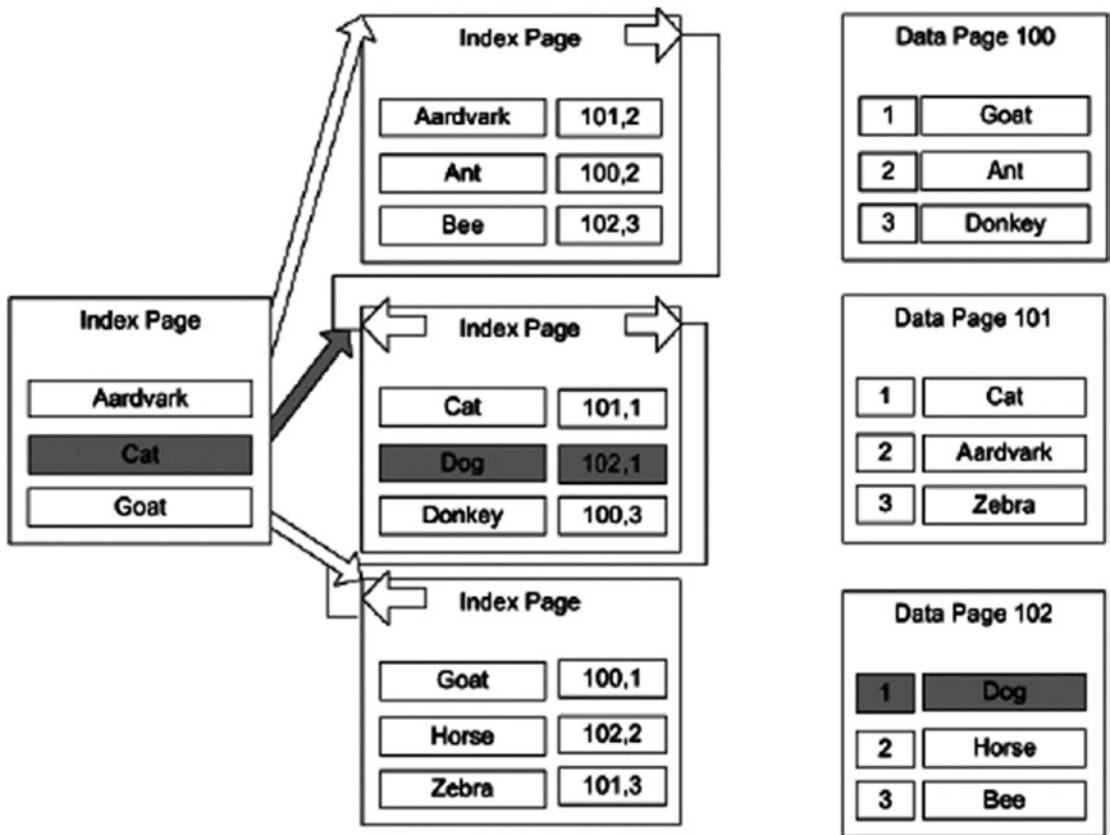 Index Page
Aardvark
Cat
Goat
Index Page
Aardvark 101,2
Ant 100,2
Bee 102,3
Index Page
Cat 101,1
Dog 102,1
Donkey 100,3
Index Page
Goat 100,1
Horse 102,2
Zebra 101,3
Data Page 100
1 Goat
2 Ant
3 Donkey
Data Page 101
1 Cat
2 Aardvark
3 Zebra
Data Page 102
1 Dog
2 Horse
3 Bee